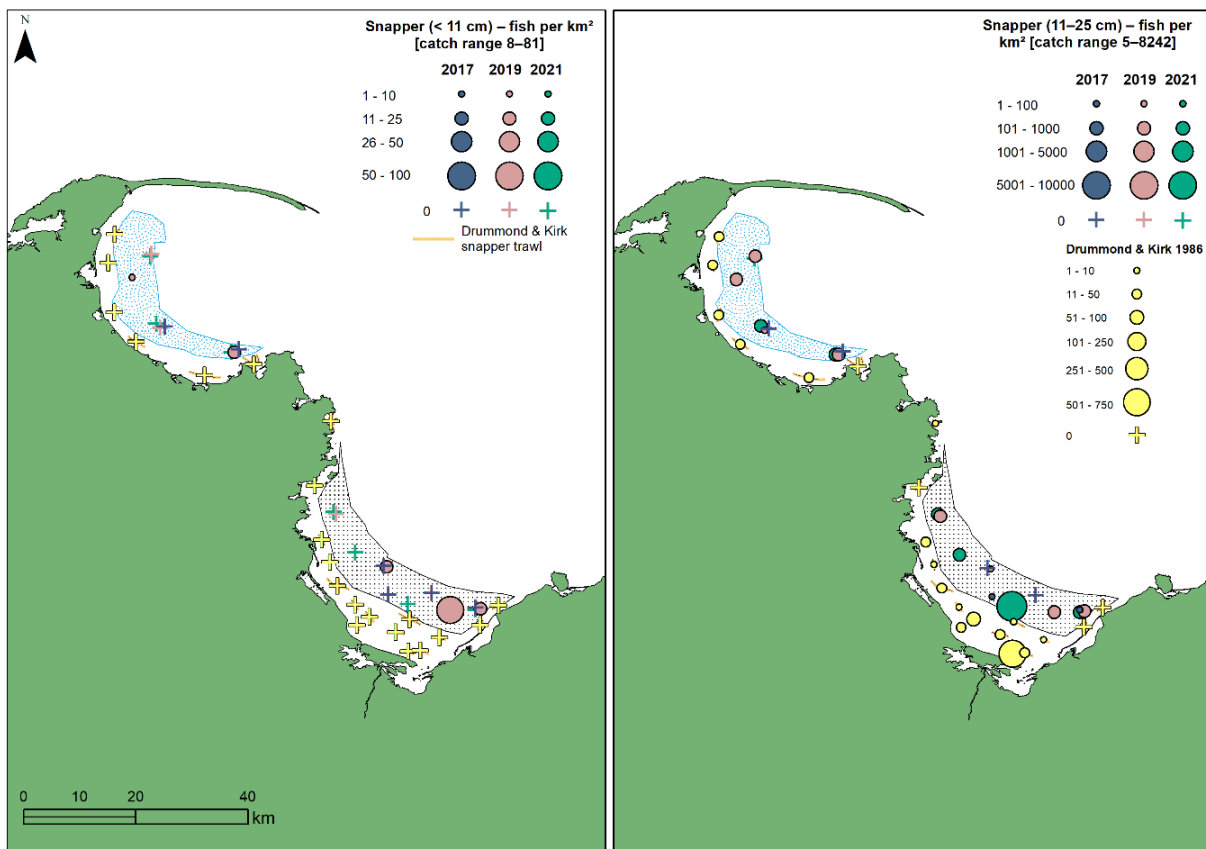 N
Snapper (< 11 cm) – fish per km²
[catch range 8–81]
2017 2019 2021
1 - 10
11 - 25
26 - 50
50 - 100
0
Drummond & Kirk
snapper trawl
0 20 40
km
Snapper (11–25 cm) – fish per
km² [catch range 5–8242]
2017 2019 2021
1 - 100
101 - 1000
1001 - 5000
5001 - 10000
0
Drummond & Kirk 1986
1 - 10
11 - 50
51 - 100
101 - 250
251 - 500
501 - 750
0